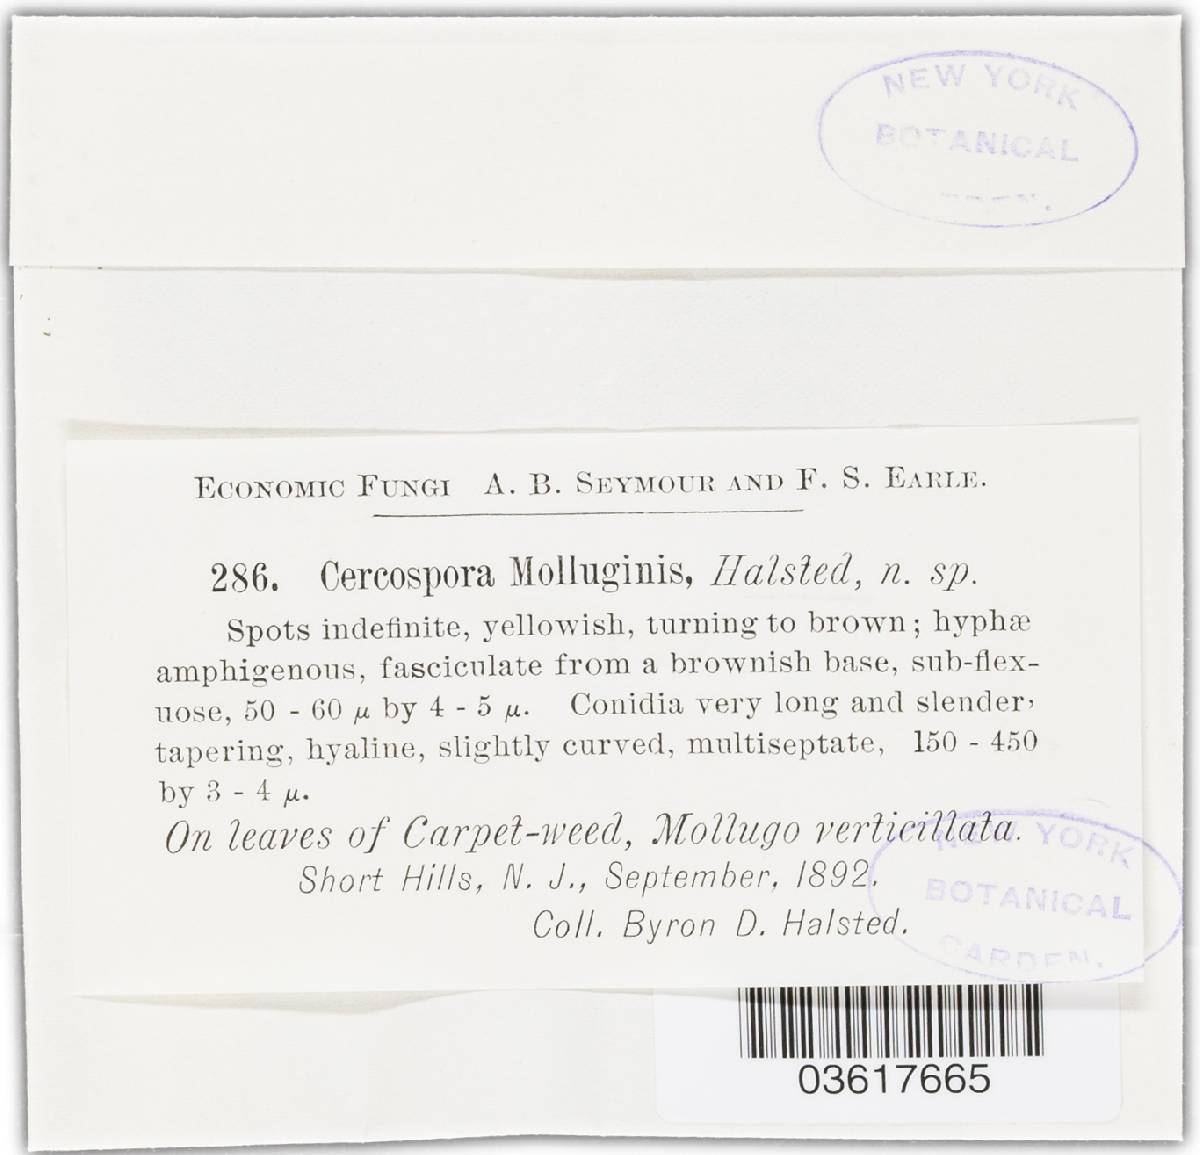 NEW YORK
BOTANICAL
ECONOMIC FUNGI A. B. SEYMOUR AND F. S. EARLE.
286. Cercospora Molluginis, Halsted, n. sp.
Spots indefinite, yellowish, turning to brown; hyphæ
amphigenous, fasciculate from a brownish base, sub-flex-
uose, 50 - 60 μ by 4 - 5 μ. Conidia very long and slender,
tapering, hyaline, slightly curved, multiseptate, 150 - 450
by 3 - 4 μ.
On leaves of Carpet-weed, Mollugo verticillata.
Short Hills, N. J., September, 1892.
Coll. Byron D. Halsted.
NEW YORK
BOTANICAL
GARDEN.
03617665